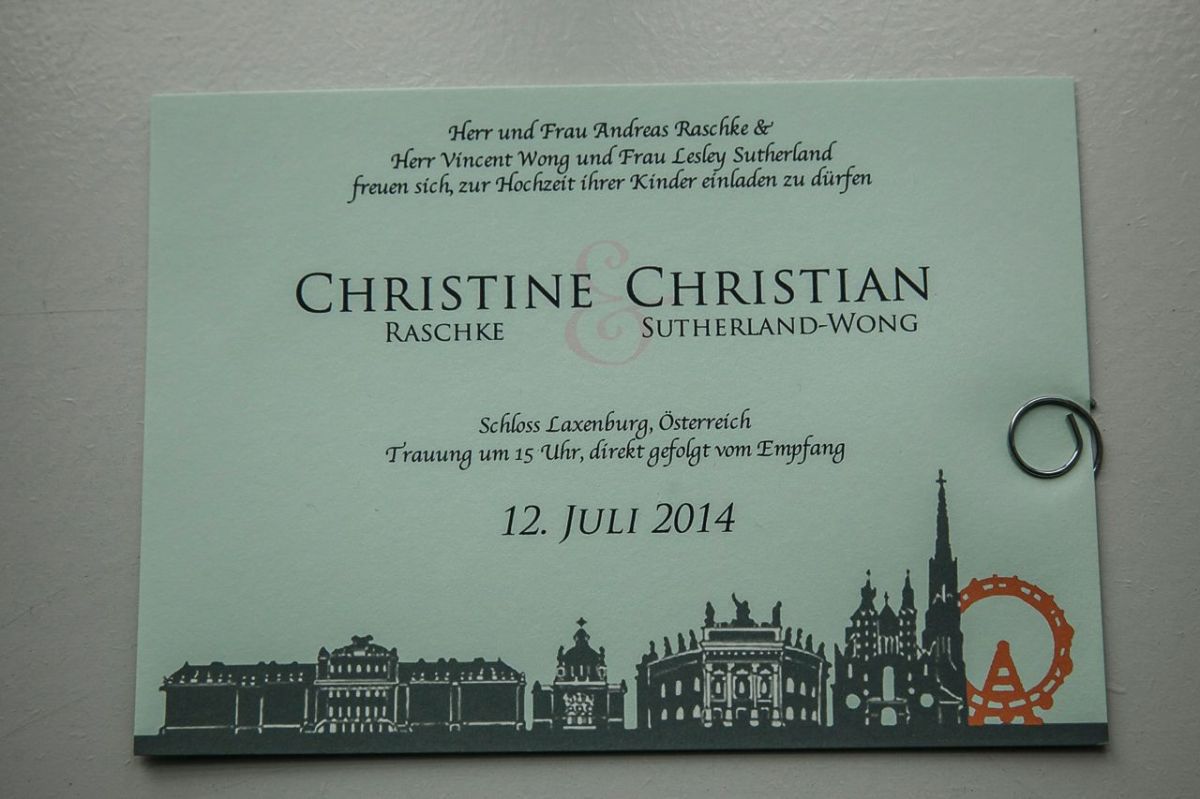 Herr und Frau Andreas Raschke &
Herr Vincent Wong und Frau Lesley Sutherland
freuen sich, zur Hochzeit ihrer Kinder einladen zu dürfen
CHRISTINE & CHRISTIAN
RASCHKE SUTHERLAND-WONG
Schloss Laxenburg, Österreich
Trauung um 15 Uhr, direkt gefolgt vom Empfang
12. JULI 2014